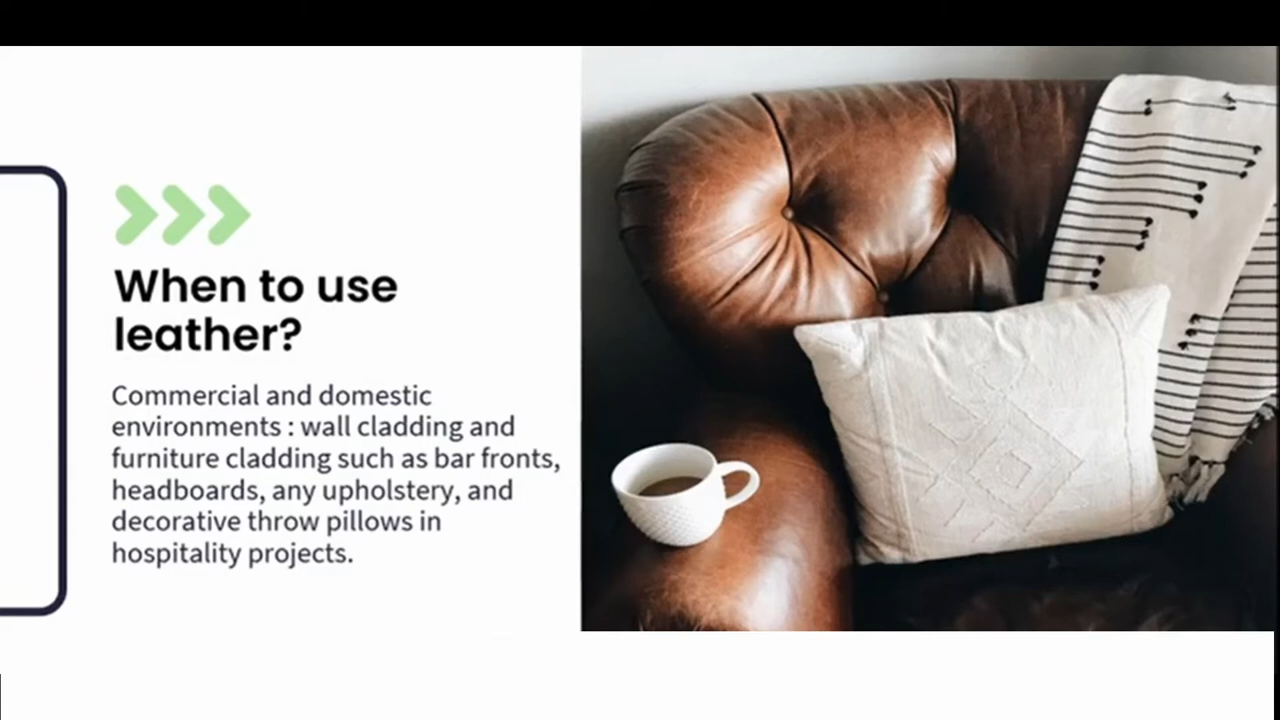 When to use
leather?
Commercial and domestic
environments : wall cladding and
furniture cladding such as bar fronts,
headboards, any upholstery, and
decorative throw pillows in
hospitality projects.